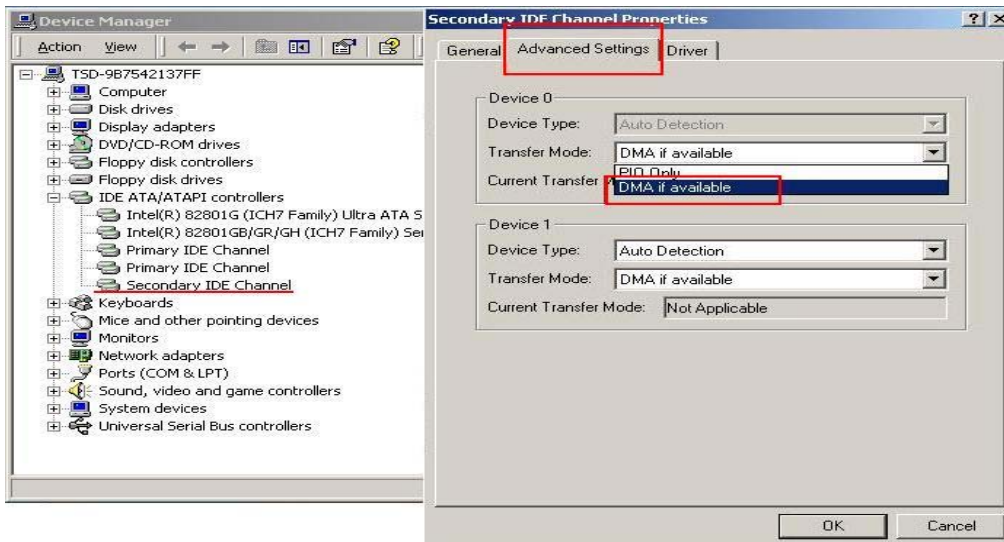 Device Manager
Action View
TSD-9B7542137FF
Computer
Disk drives
Display adapters
DVD/CD-ROM drives
Floppy disk controllers
Floppy disk drives
IDE ATA/ATAPI controllers
Intel(R) 82801G (ICH7 Family) Ultra ATA S
Intel(R) 82801GB/GR/GH (ICH7 Family) Ser
Primary IDE Channel
Primary IDE Channel
Secondary IDE Channel
Keyboards
Mice and other pointing devices
Monitors
Network adapters
Ports (COM & LPT)
Sound, video and game controllers
System devices
Universal Serial Bus controllers
Secondary IDE Channel Properties
General Advanced Settings Driver
Device 0
Device Type: Auto Detection
Transfer Mode: DMA if available
PIO Only
Current Transfer M DMA if available
Device 1
Device Type: Auto Detection
Transfer Mode: DMA if available
Current Transfer Mode: Not Applicable
OK Cancel